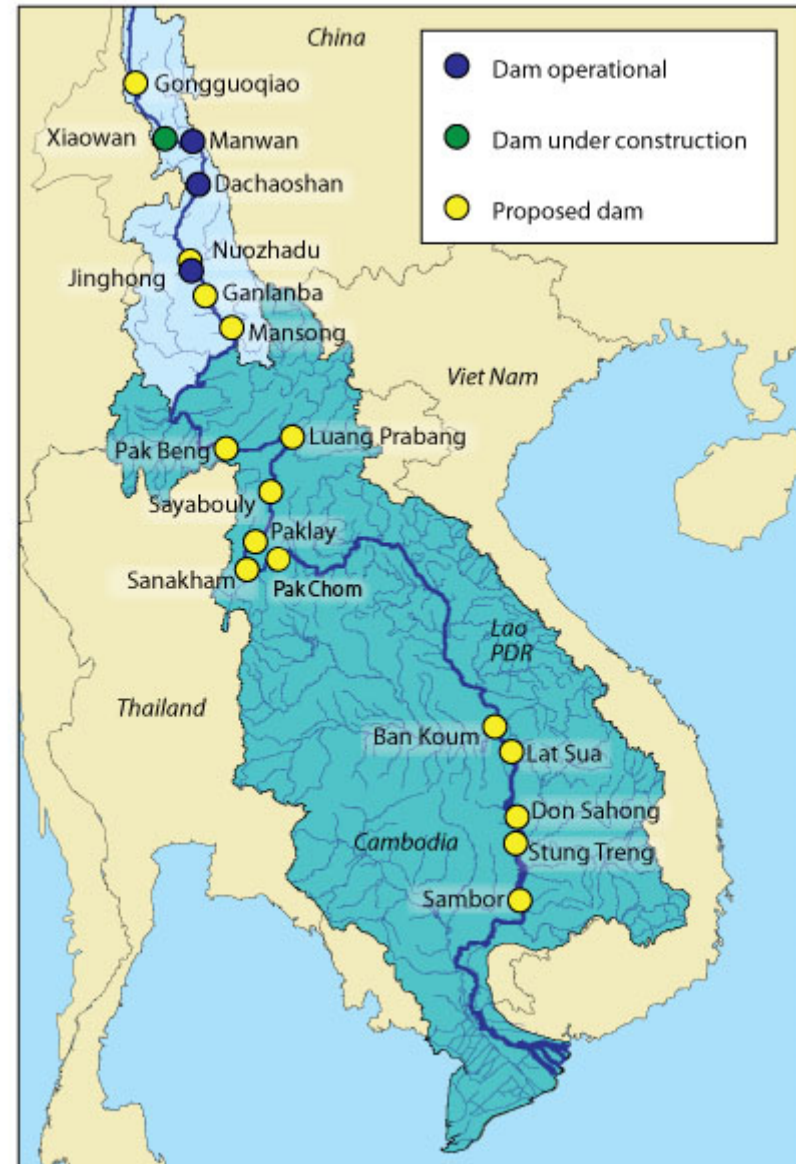 China
Dam operational
Gongguoqiao
Xiaowan
Manwan
Dam under construction
Dachaoshan
Proposed dam
Nuozhadu
Jinghong
Ganlanba
Mansong
Viet Nam
Luang Prabang
Pak Beng
Sayabouly
Paklay
Sanakham
Pak Chom
Lao
PDR
Thailand
Ban Koum
Lat Sua
Don Sahong
Cambodia
Stung Treng
Sambor